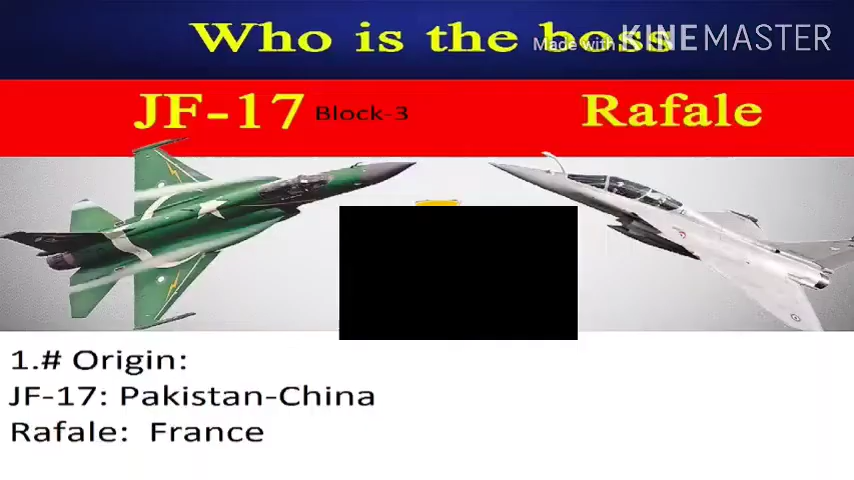 Who is the boss
Made with KINEMASTER
JF-17 Block-3
Rafale
1.# Origin:
JF-17: Pakistan-China
Rafale: France